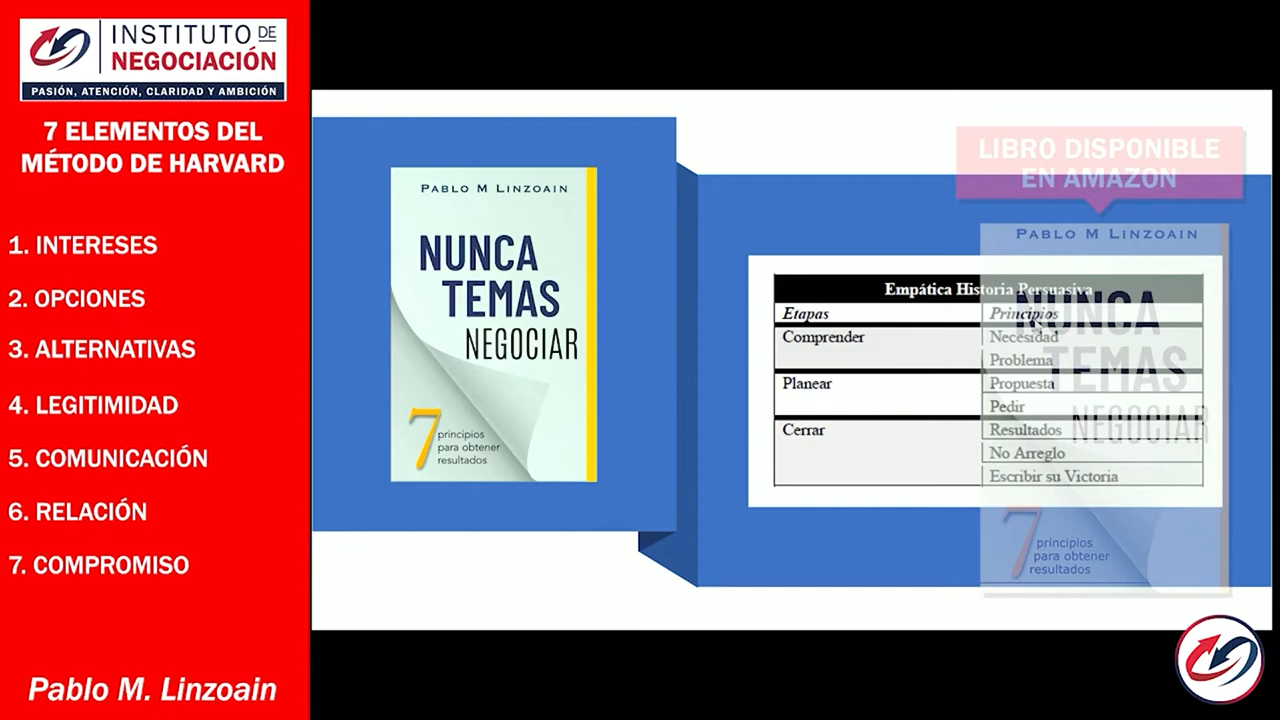 INSTITUTO DE
NEGOCIACIÓN
PASIÓN, ATENCIÓN, CLARIDAD Y AMBICIÓN
7 ELEMENTOS DEL
MÉTODO DE HARVARD
1. INTERESES
2. OPCIONES
3. ALTERNATIVAS
4. LEGITIMIDAD
5. COMUNICACIÓN
6. RELACIÓN
7. COMPROMISO
Pablo M. Linzoain
PABLO M LINZOAIN
NUNCA
TEMAS
NEGOCIAR
7 principios
para obtener
resultados
LIBRO DISPONIBLE
EN AMAZON
Empática Historia Persuasiva
Etapas Principios
Comprender Necesidad
Problema
Planear Propuesta
Pedir
Cerrar Resultados
No Arreglo
Escribir su Victoria
PABLO M LINZOAIN
NUNCA
TEMAS
NEGOCIAR
7 principios
para obtener
resultados